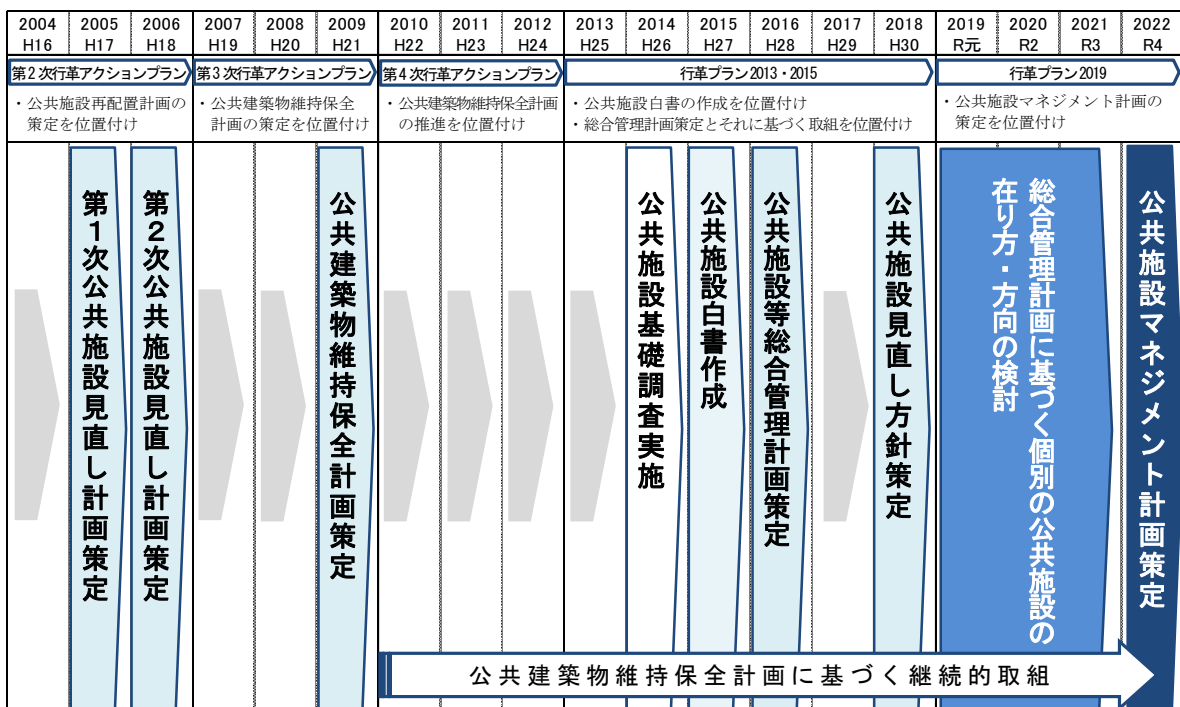 2004 2005 2006 2007 2008 2009 2010 2011 2012 2013 2014 2015 2016 2017 2018 2019 2020 2021 2022
H16 H17 H18 H19 H20 H21 H22 H23 H24 H25 H26 H27 H28 H29 H30 R元 R2 R3 R4
第2次行革アクションプラン 第3次行革アクションプラン 第4次行革アクションプラン 行革プラン2013・2015 行革プラン2019
・公共施設再配置計画の
策定を位置付け
・公共建築物維持保全
計画の策定を位置付け
・公共建築物維持保全計画
の推進を位置付け
・公共施設白書の作成を位置付け
・総合管理計画策定とそれに基づく取組を位置付け
・公共施設マネジメント計画の
策定を位置付け
第1次公共施設見直し計画策定
第2次公共施設見直し計画策定
公共建築物維持保全計画策定
公共施設基礎調査実施
公共施設白書作成
公共施設等総合管理計画策定
公共施設見直し方針策定
総合管理計画に基づく個別の公共施設の
在り方・方向の検討
公共施設マネジメント計画策定
公共建築物維持保全計画に基づく継続的取組